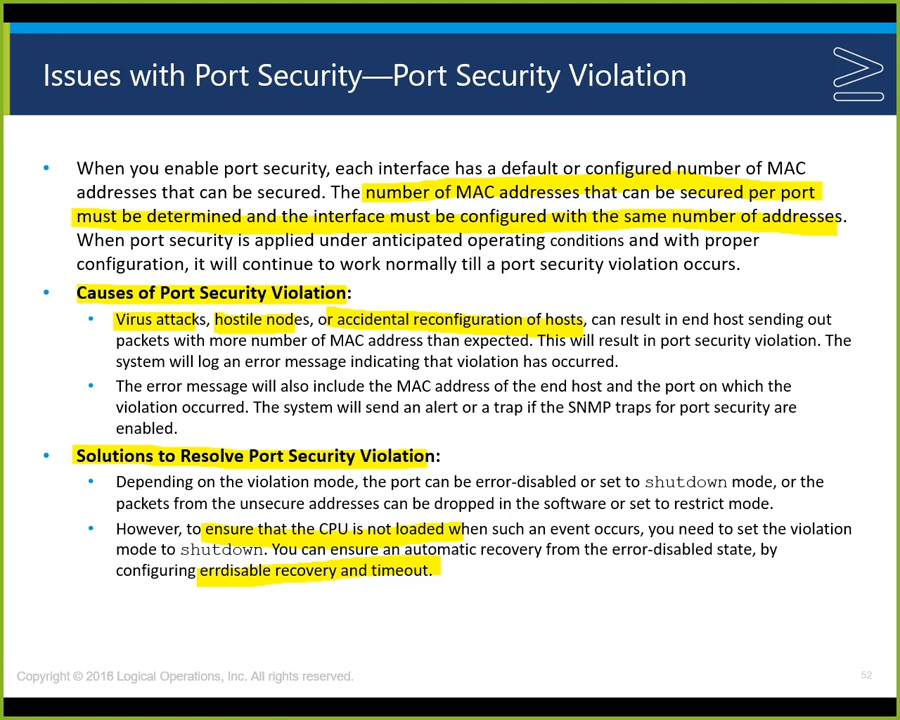 Issues with Port Security—Port Security Violation
• When you enable port security, each interface has a default or configured number of MAC
addresses that can be secured. The number of MAC addresses that can be secured per port
must be determined and the interface must be configured with the same number of addresses.
When port security is applied under anticipated operating conditions and with proper
configuration, it will continue to work normally till a port security violation occurs.
• Causes of Port Security Violation:
• Virus attacks, hostile nodes, or accidental reconfiguration of hosts, can result in end host sending out
packets with more number of MAC address than expected. This will result in port security violation. The
system will log an error message indicating that violation has occurred.
• The error message will also include the MAC address of the end host and the port on which the
violation occurred. The system will send an alert or a trap if the SNMP traps for port security are
enabled.
• Solutions to Resolve Port Security Violation:
• Depending on the violation mode, the port can be error-disabled or set to shutdown mode, or the
packets from the unsecure addresses can be dropped in the software or set to restrict mode.
• However, to ensure that the CPU is not loaded when such an event occurs, you need to set the violation
mode to shutdown. You can ensure an automatic recovery from the error-disabled state, by
configuring errdisable recovery and timeout.
Copyright © 2016 Logical Operations, Inc. All rights reserved.
52